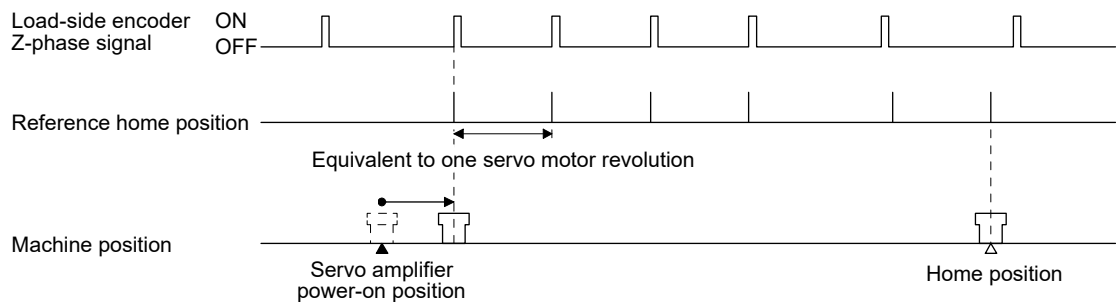 Load-side encoder ON
Z-phase signal OFF
Reference home position
Equivalent to one servo motor revolution
Machine position
Servo amplifier
power-on position
Home position